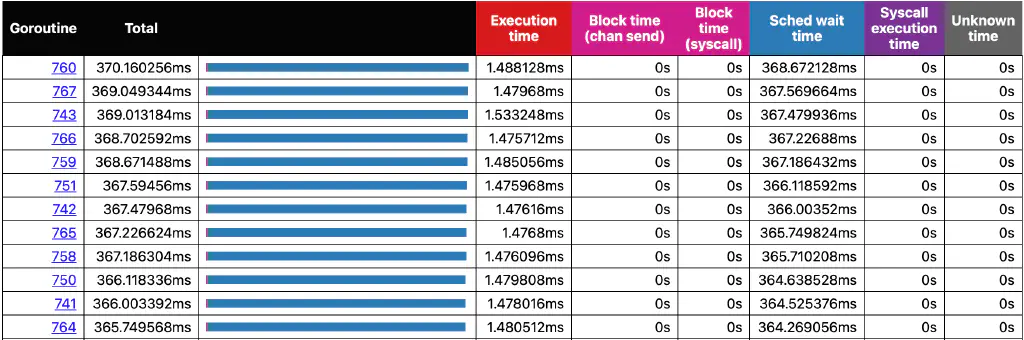 Goroutine Total Execution time Block time (chan send) Block time (syscall) Sched wait time Syscall execution time Unknown time
760 370.160256ms 1.488128ms 0s 0s 368.672128ms 0s 0s
767 369.049344ms 1.47968ms 0s 0s 367.569664ms 0s 0s
743 369.013184ms 1.533248ms 0s 0s 367.479936ms 0s 0s
766 368.702592ms 1.475712ms 0s 0s 367.22688ms 0s 0s
759 368.671488ms 1.485056ms 0s 0s 367.186432ms 0s 0s
751 367.59456ms 1.475968ms 0s 0s 366.118592ms 0s 0s
742 367.47968ms 1.47616ms 0s 0s 366.00352ms 0s 0s
765 367.226624ms 1.4768ms 0s 0s 365.749824ms 0s 0s
758 367.186304ms 1.476096ms 0s 0s 365.710208ms 0s 0s
750 366.118336ms 1.479808ms 0s 0s 364.638528ms 0s 0s
741 366.003392ms 1.478016ms 0s 0s 364.525376ms 0s 0s
764 365.749568ms 1.480512ms 0s 0s 364.269056ms 0s 0s